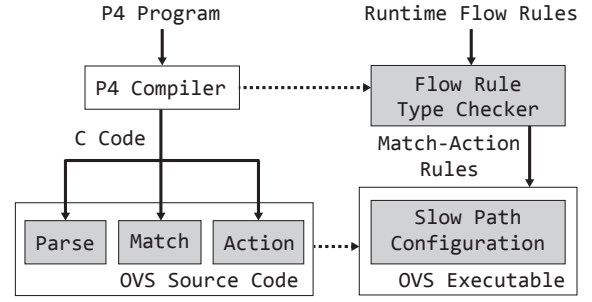 P4 Program
Runtime Flow Rules
P4 Compiler
Flow Rule
Type Checker
C Code
Match-Action
Rules
Parse
Match
Action
Slow Path
Configuration
OVS Source Code
OVS Executable